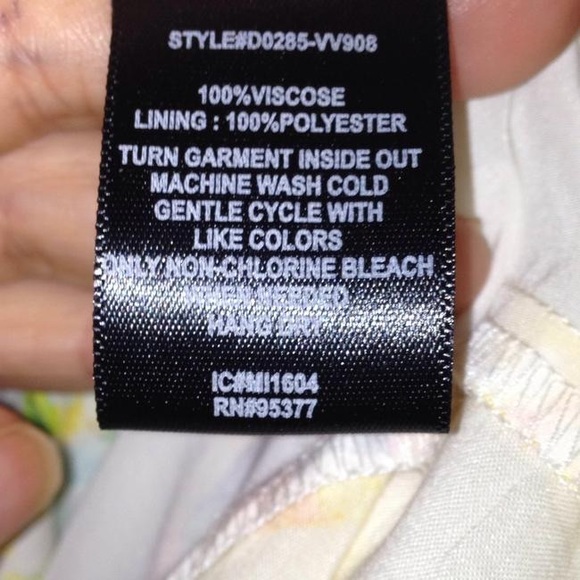 STYLE#D0285-VV908
100%VISCOSE
LINING : 100%POLYESTER
TURN GARMENT INSIDE OUT
MACHINE WASH COLD
GENTLE CYCLE WITH
LIKE COLORS
ONLY NON-CHLORINE BLEACH
WHEN NEEDED
HANG DRY
IC#MI1604
RN#95377